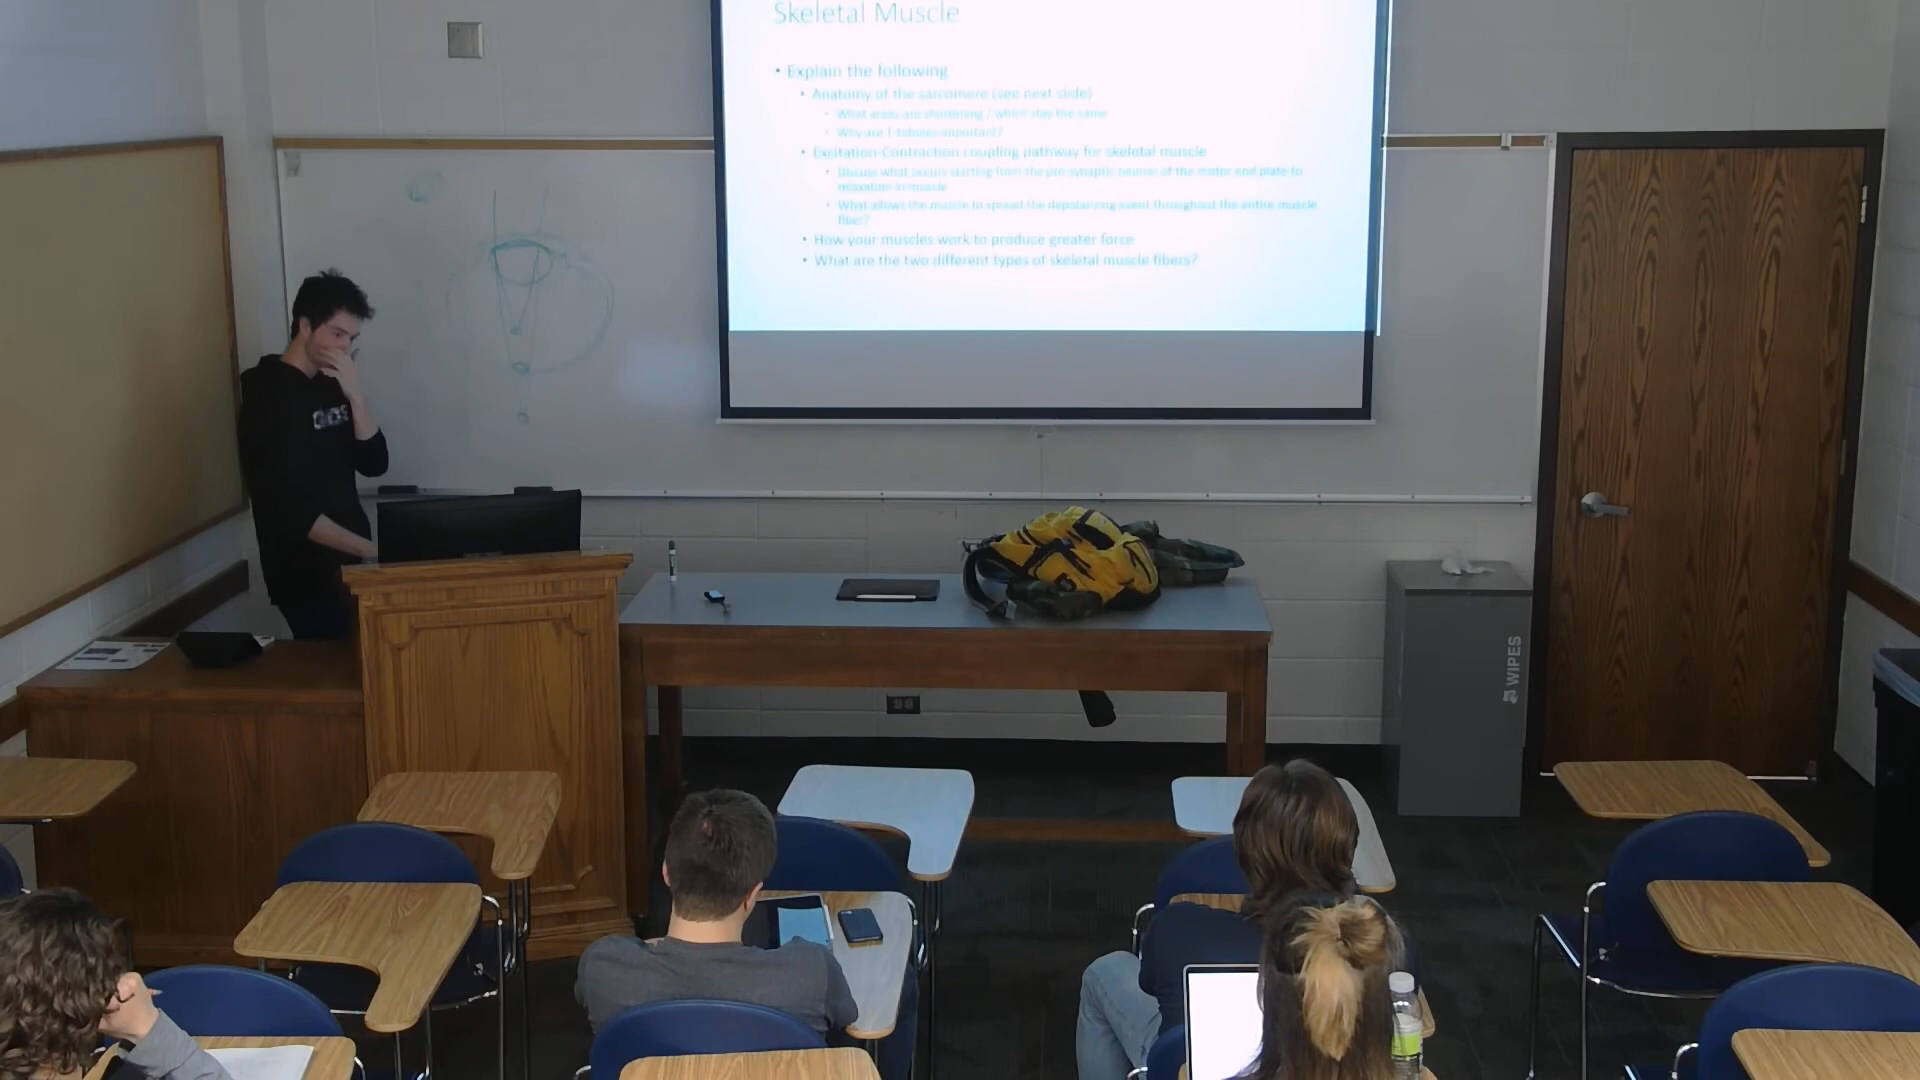 Skeletal Muscle
• Explain the following
• Anatomy of the sarcomere (see next slide)
• What areas are shortening / which stay the same
• Why are T-tubules important?
• Excitation-Contraction coupling pathway for skeletal muscle
• Discuss what occurs starting from the pre-synaptic neuron of the motor end plate to
relaxation in muscle
• What allows the muscle to spread the depolarizing event throughout the entire muscle
fiber?
• How your muscles work to produce greater force
• What are the two different types of skeletal muscle fibers?
WIPES